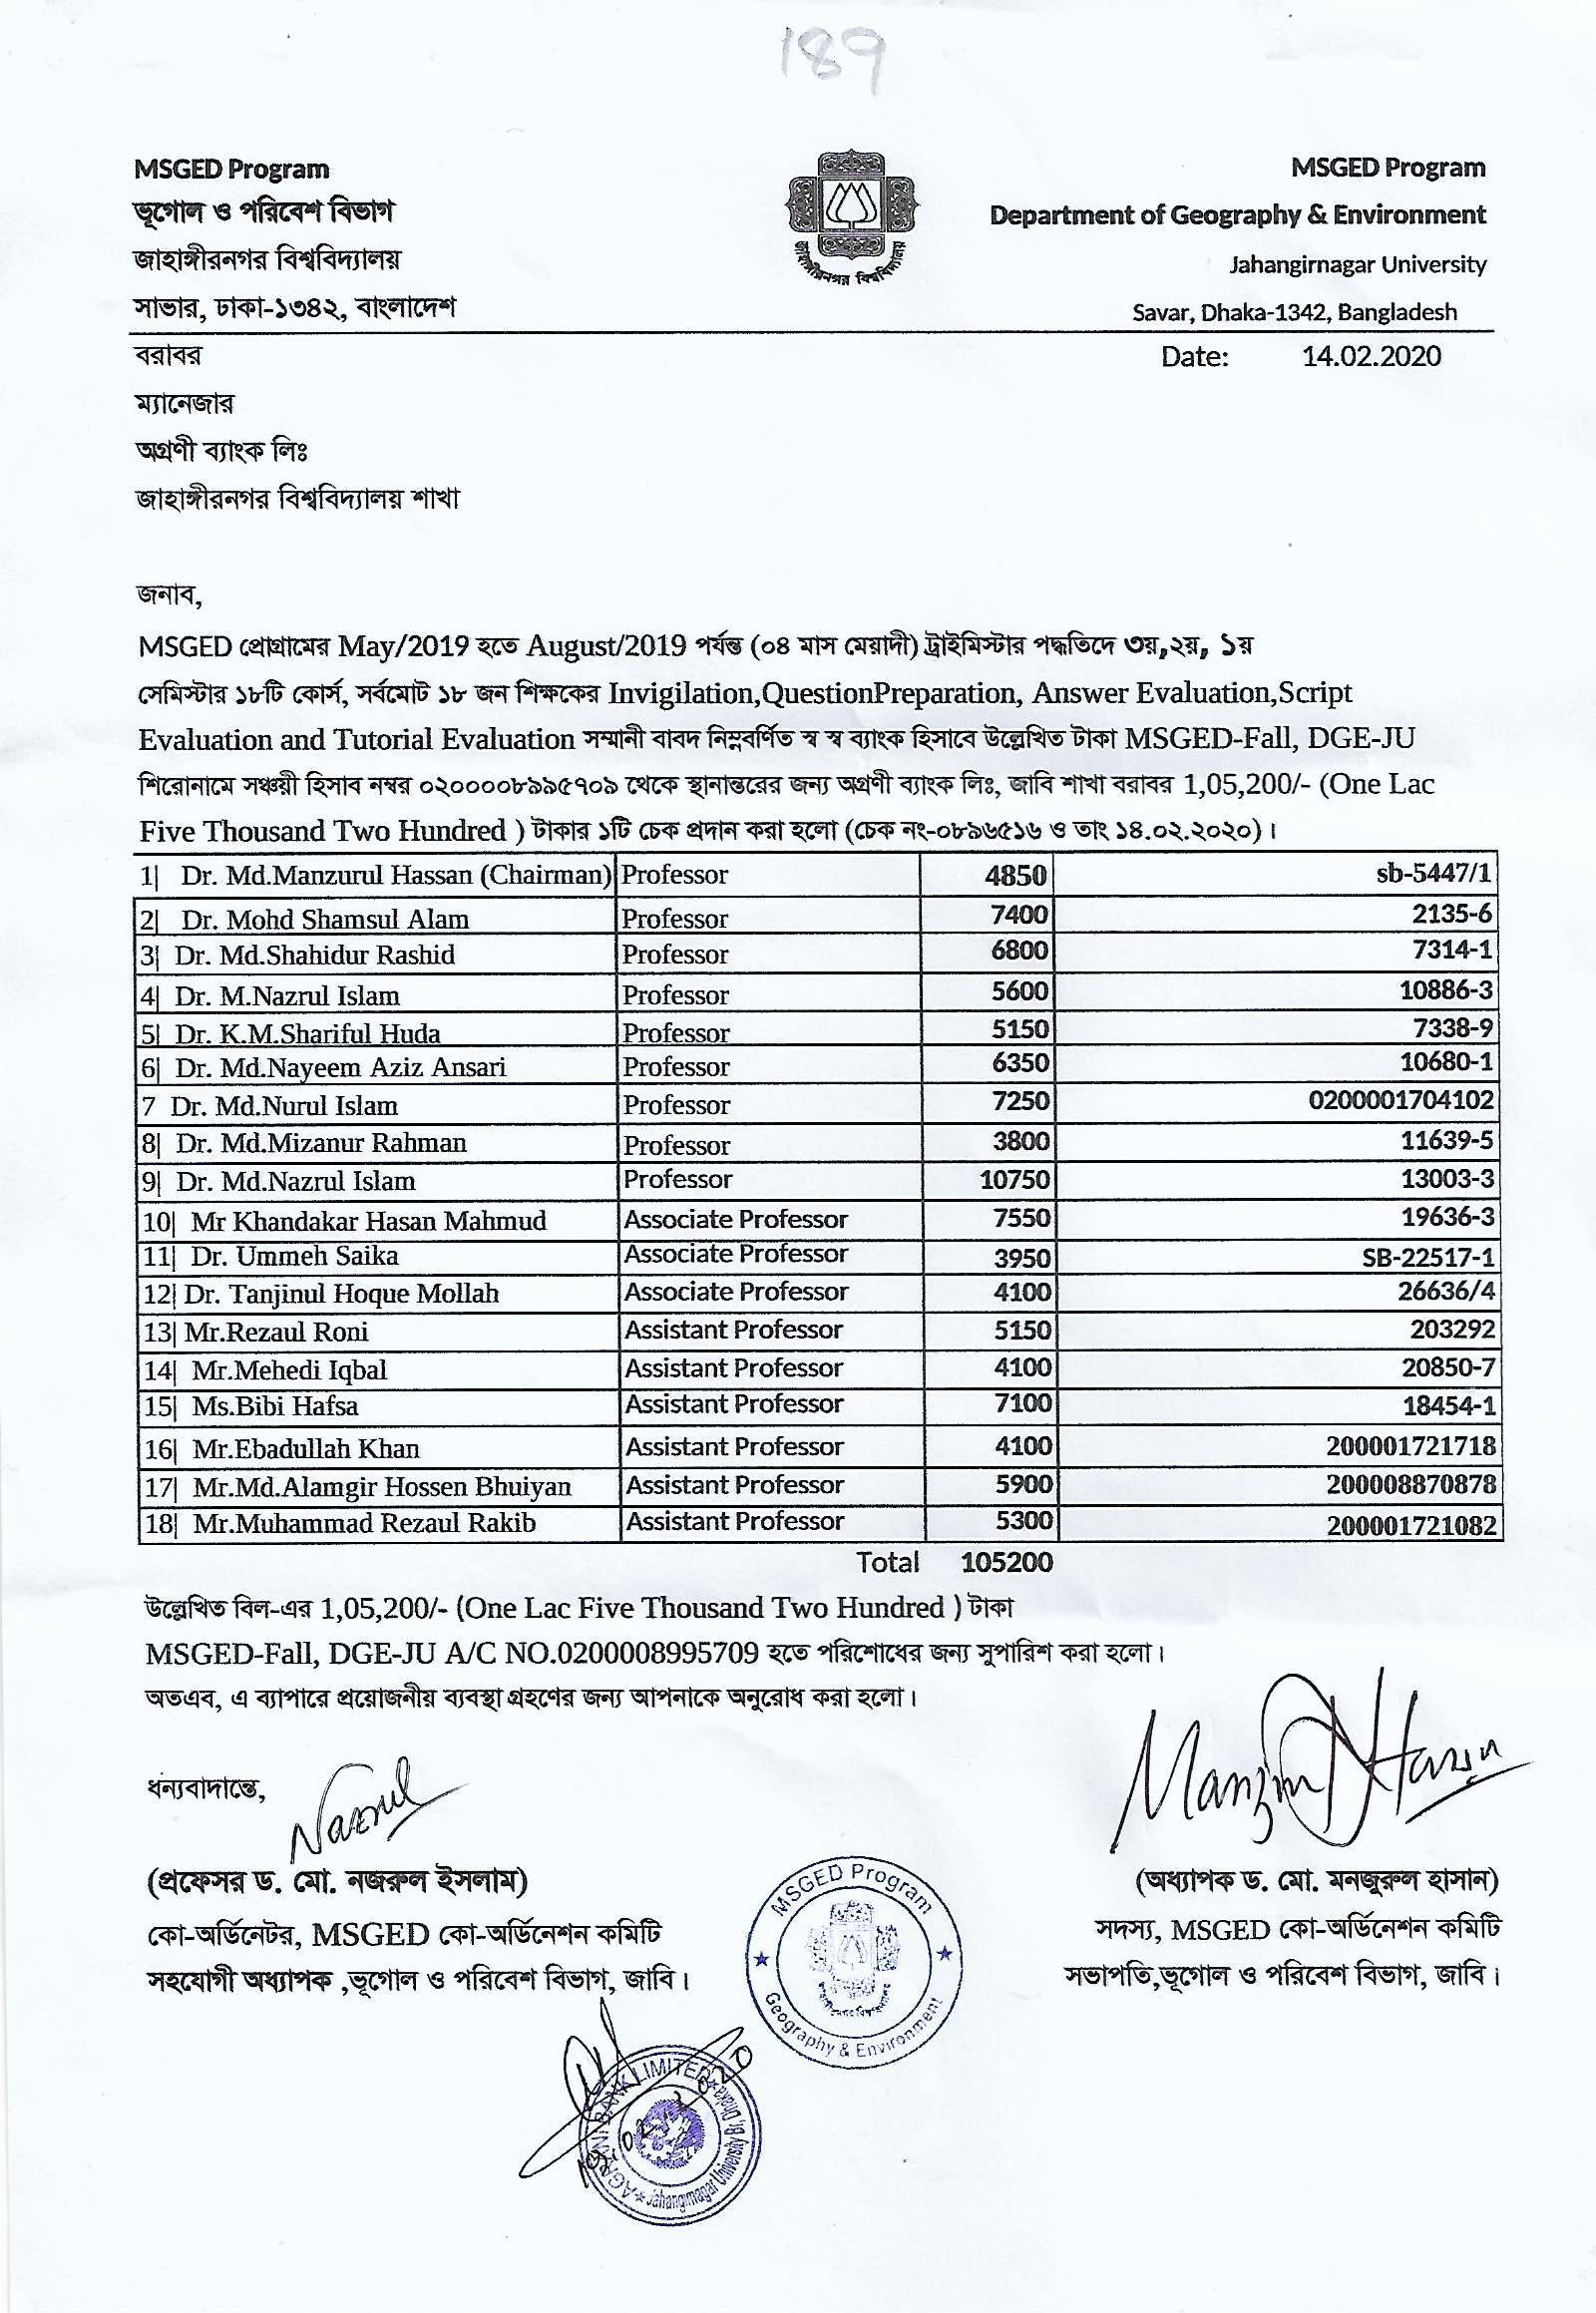 189
MSGED Program
ভূগোল ও পরিবেশ বিভাগ
জাহাঙ্গীরনগর বিশ্ববিদ্যালয়
সাভার, ঢাকা-১৩৪২, বাংলাদেশ
জাহাঙ্গীরনগর বিশ্ববিদ্যালয়
MSGED Program
Department of Geography & Environment
Jahangirnagar University
Savar, Dhaka-1342, Bangladesh
বরাবর
Date: 14.02.2020
ম্যানেজার
অগ্রণী ব্যাংক লিঃ
জাহাঙ্গীরনগর বিশ্ববিদ্যালয় শাখা
জনাব,
MSGED প্রোগ্রামের May/2019 হতে August/2019 পর্যন্ত (০৪ মাস মেয়াদী) ট্রাইমিস্টার পদ্ধতিদে ৩য়,২য়, ১য়
সেমিস্টার ১৮টি কোর্স, সর্বমোট ১৮ জন শিক্ষকের Invigilation,QuestionPreparation, Answer Evaluation,Script
Evaluation and Tutorial Evaluation সম্মানী বাবদ নিম্নবর্ণিত স্ব স্ব ব্যাংক হিসাবে উল্লেখিত টাকা MSGED-Fall, DGE-JU
শিরোনামে সঞ্চয়ী হিসাব নম্বর ০২০০০০৮৯৯৫৭০৯ থেকে স্থানান্তরের জন্য অগ্রণী ব্যাংক লিঃ, জাবি শাখা বরাবর 1,05,200/- (One Lac
Five Thousand Two Hundred ) টাকার ১টি চেক প্রদান করা হলো (চেক নং-০৮৯৬৫১৬ ও তাং ১৪.০২.২০২০)।
1| Dr. Md.Manzurul Hassan (Chairman) Professor 4850 sb-5447/1
2| Dr. Mohd Shamsul Alam Professor 7400 2135-6
3| Dr. Md.Shahidur Rashid Professor 6800 7314-1
4| Dr. M.Nazrul Islam Professor 5600 10886-3
5| Dr. K.M.Shariful Huda Professor 5150 7338-9
6| Dr. Md.Nayeem Aziz Ansari Professor 6350 10680-1
7 Dr. Md.Nurul Islam Professor 7250 0200001704102
8| Dr. Md.Mizanur Rahman Professor 3800 11639-5
9| Dr. Md.Nazrul Islam Professor 10750 13003-3
10| Mr Khandakar Hasan Mahmud Associate Professor 7550 19636-3
11| Dr. Ummeh Saika Associate Professor 3950 SB-22517-1
12| Dr. Tanjinul Hoque Mollah Associate Professor 4100 26636/4
13| Mr.Rezaul Roni Assistant Professor 5150 203292
14| Mr.Mehedi Iqbal Assistant Professor 4100 20850-7
15| Ms.Bibi Hafsa Assistant Professor 7100 18454-1
16| Mr.Ebadullah Khan Assistant Professor 4100 200001721718
17| Mr.Md.Alamgir Hossen Bhuiyan Assistant Professor 5900 200008870878
18| Mr.Muhammad Rezaul Rakib Assistant Professor 5300 200001721082
Total 105200
উল্লেখিত বিল-এর 1,05,200/- (One Lac Five Thousand Two Hundred ) টাকা
MSGED-Fall, DGE-JU A/C NO.0200008995709 হতে পরিশোধের জন্য সুপারিশ করা হলো।
অতএব, এ ব্যাপারে প্রয়োজনীয় ব্যবস্থা গ্রহণের জন্য আপনাকে অনুরোধ করা হলো।
ধন্যবাদান্তে,
Nazrul
(প্রফেসর ড. মো. নজরুল ইসলাম)
কো-অর্ডিনেটর, MSGED কো-অর্ডিনেশন কমিটি
সহযোগী অধ্যাপক ,ভূগোল ও পরিবেশ বিভাগ, জাবি।
(অধ্যাপক ড. মো. মনজুরুল হাসান)
সদস্য, MSGED কো-অর্ডিনেশন কমিটি
সভাপতি,ভূগোল ও পরিবেশ বিভাগ, জাবি।
MSGED Program
Geography & Environment
AGRANI BANK LIMITED
Jahangirnagar University Br Dhaka